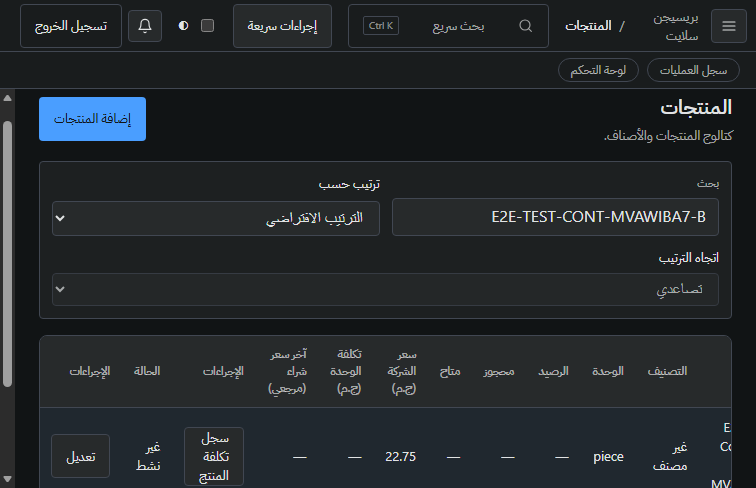 بريسيجن سلايت
/ المنتجات
بحث سريع Ctrl K
إجراءات سريعة
تسجيل الخروج
سجل العمليات
لوحة التحكم
المنتجات
كتالوج المنتجات والأصناف.
إضافة المنتجات
بحث
E2E-TEST-CONT-MVAWIBA7-B
ترتيب حسب
الترتيب الافتراضي
اتجاه الترتيب
تصاعدي
التصنيف
الوحدة
الرصيد
محجوز
متاح
سعر الشركة (ج.م)
تكلفة الوحدة (ج.م)
آخر سعر شراء (مرجعي)
الإجراءات
الحالة
الإجراءات
غير مصنف
piece
—
—
—
22.75
—
—
سجل تكلفة المنتج
غير نشط
تعديل